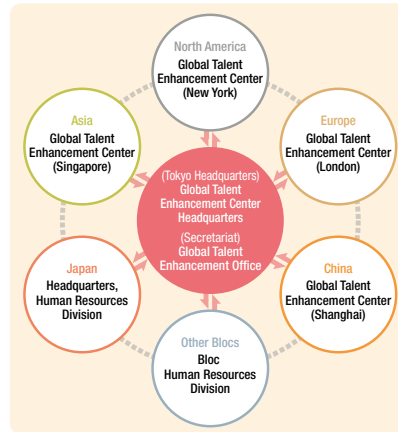 North America
Global Talent
Enhancement Center
(New York)
Asia
Global Talent
Enhancement Center
(Singapore)
Europe
Global Talent
Enhancement Center
(London)
(Tokyo Headquarters)
Global Talent
Enhancement Center
Headquarters
(Secretariat)
Global Talent
Enhancement Office
Japan
Headquarters,
Human Resources
Division
China
Global Talent
Enhancement Center
(Shanghai)
Other Blocs
Bloc
Human Resources
Division